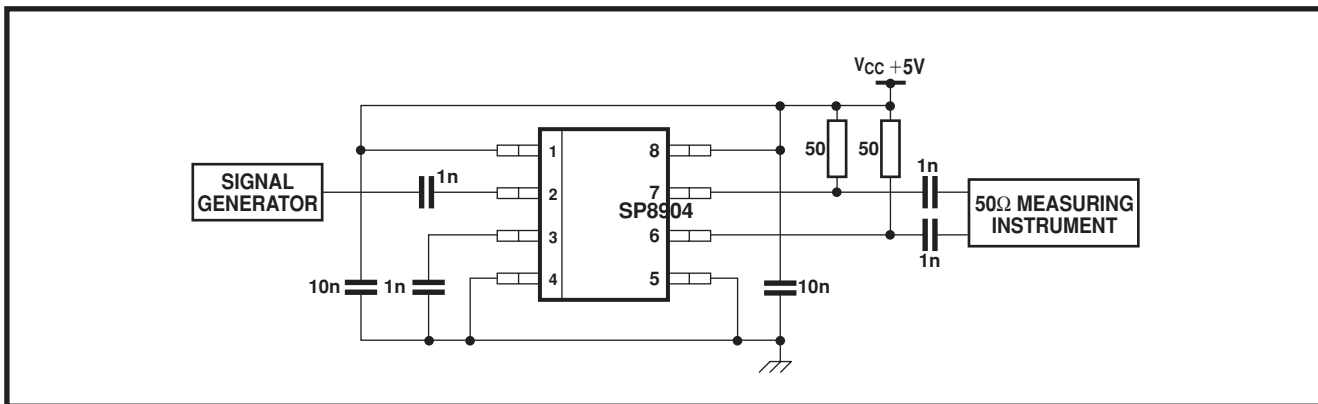 VCC +5V
50
50
1n
1n
SIGNAL
GENERATOR
1n
1
2
3
4
8
7
6
5
SP8904
50Ω MEASURING
INSTRUMENT
10n
1n
10n